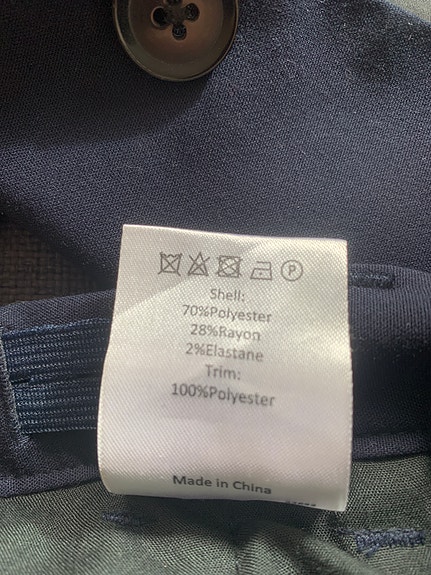 P
Shell:
70%Polyester
28%Rayon
2%Elastane
Trim:
100%Polyester
Made in China